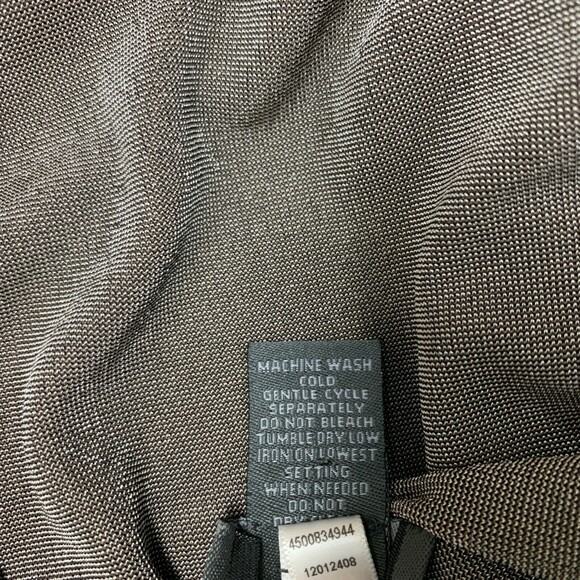 MACHINE WASH
COLD
GENTLE CYCLE
SEPARATELY
DO NOT BLEACH
TUMBLE DRY LOW
IRON ON LOWEST
SETTING
WHEN NEEDED
DO NOT
DRY
4500834944
12012408